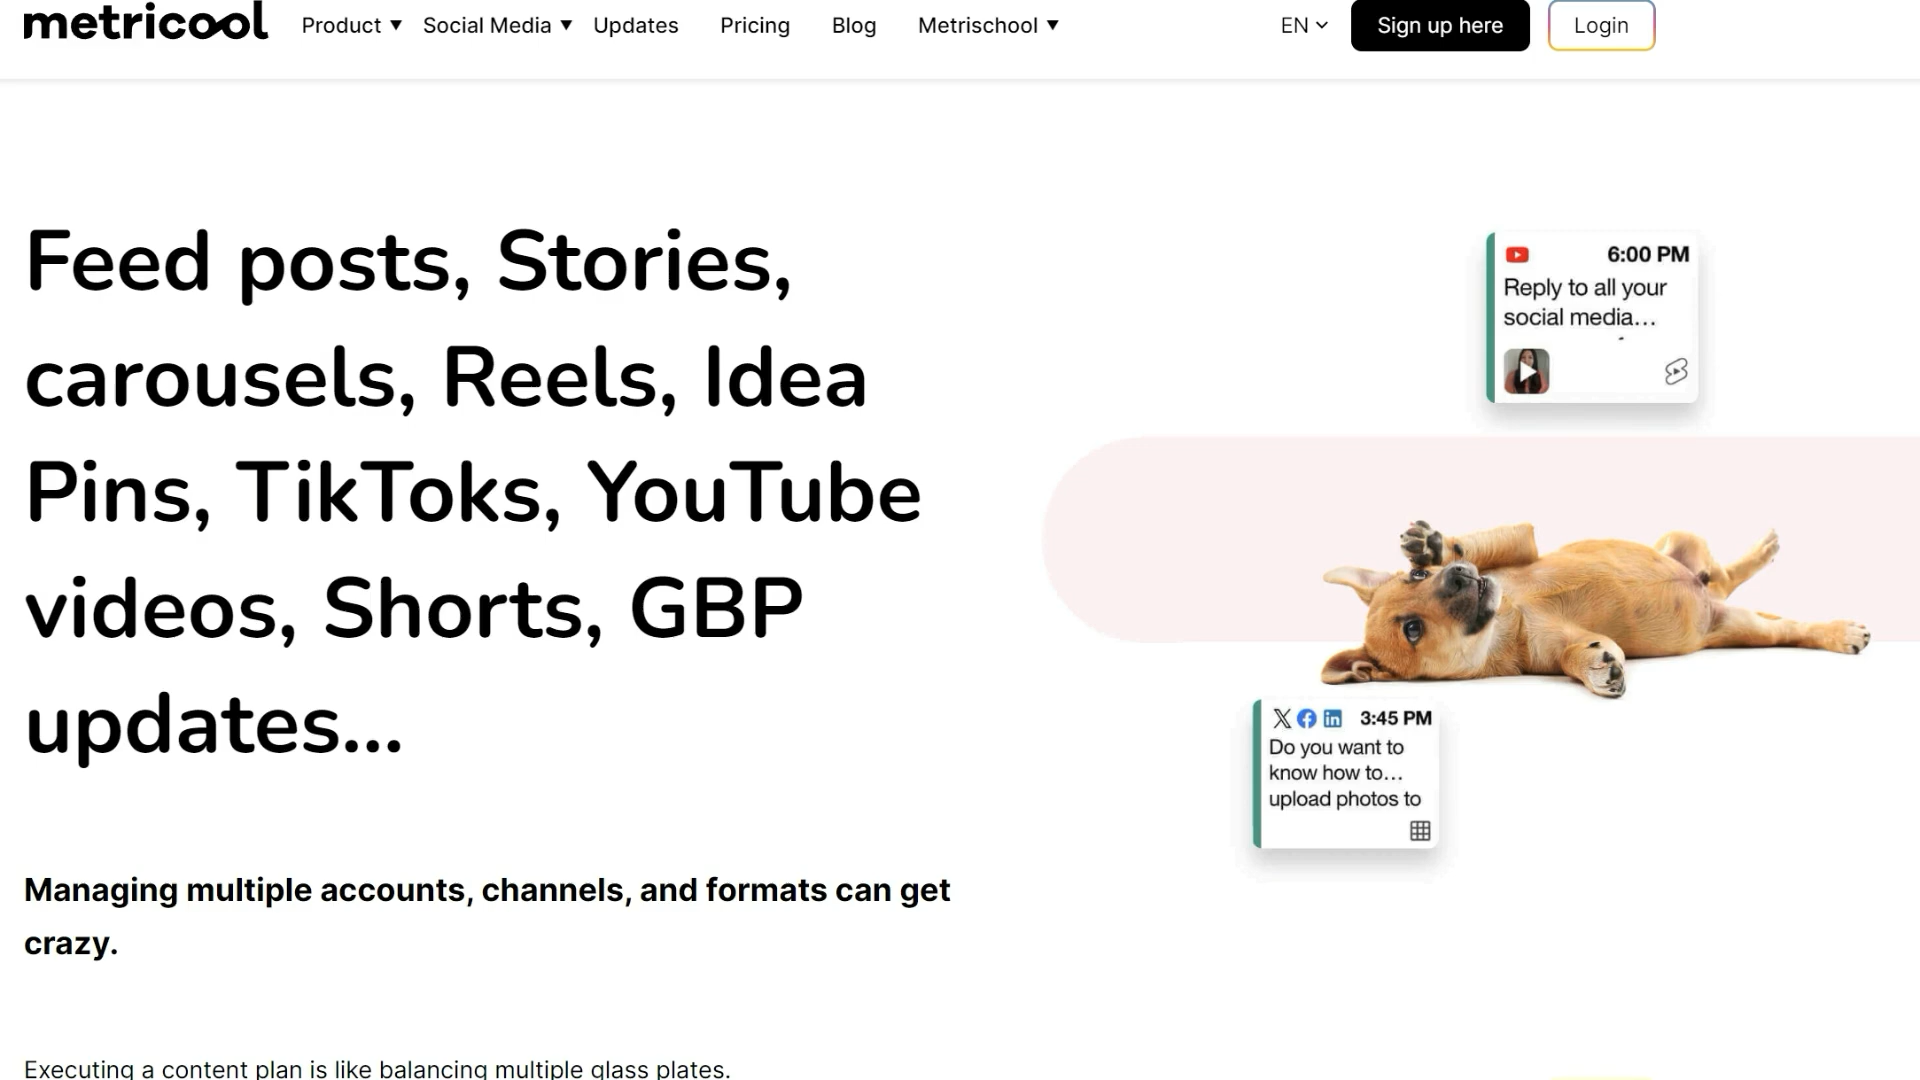 metricool Product ▼ Social Media ▼ Updates Pricing Blog Metrischool ▼ EN Sign up here Login
Feed posts, Stories,
carousels, Reels, Idea
Pins, TikToks, YouTube
videos, Shorts, GBP
updates...
Managing multiple accounts, channels, and formats can get
crazy.
Executing a content plan is like balancing multiple glass plates.
6:00 PM
Reply to all your
social media...
X f in 3:45 PM
Do you want to
know how to...
upload photos to